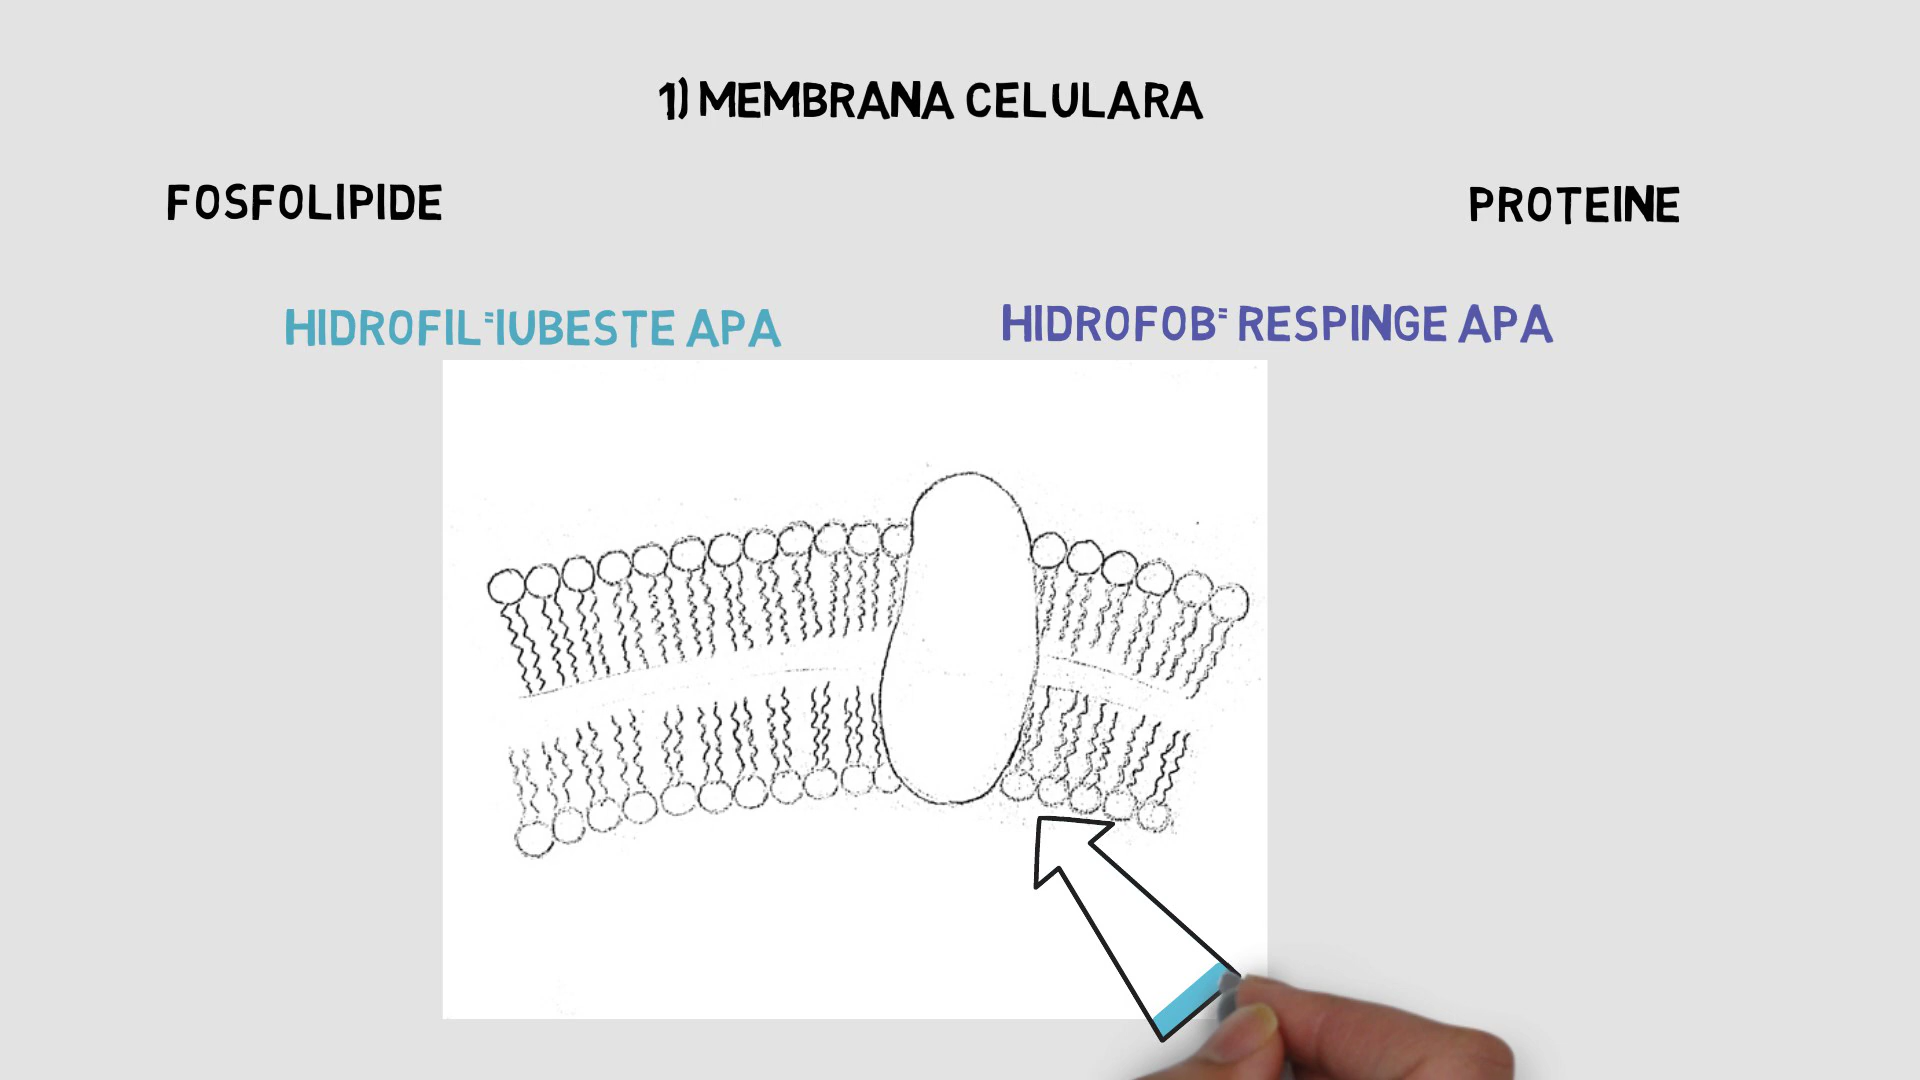 1) MEMBRANA CELULARA
FOSFOLIPIDE
PROTEINE
HIDROFIL=IUBESTE APA
HIDROFOB= RESPINGE APA